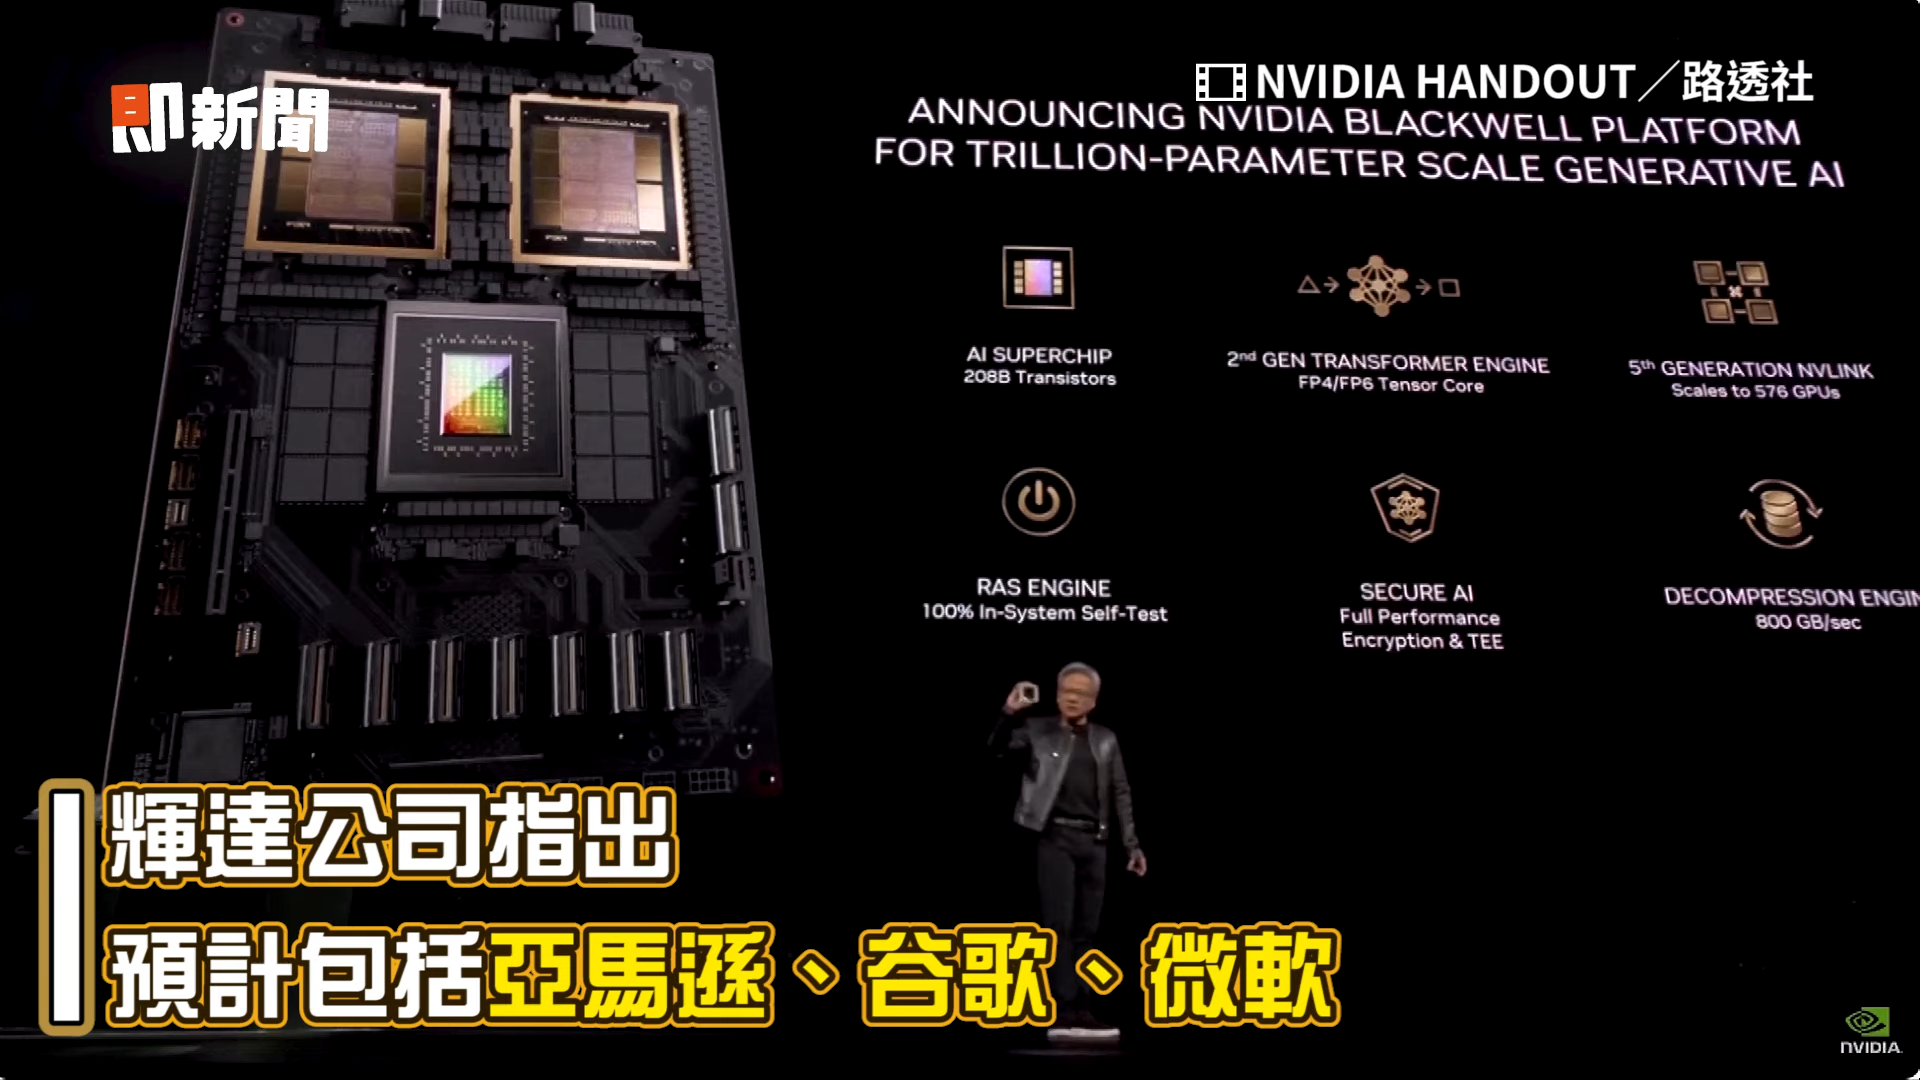 即新聞
NVIDIA HANDOUT／路透社
ANNOUNCING NVIDIA BLACKWELL PLATFORM
FOR TRILLION-PARAMETER SCALE GENERATIVE AI
AI SUPERCHIP
208B Transistors
2nd GEN TRANSFORMER ENGINE
FP4/FP6 Tensor Core
5th GENERATION NVLINK
Scales to 576 GPUs
RAS ENGINE
100% In-System Self-Test
SECURE AI
Full Performance
Encryption & TEE
DECOMPRESSION ENGIN
800 GB/sec
輝達公司指出
預計包括亞馬遜、谷歌、微軟
NVIDIA